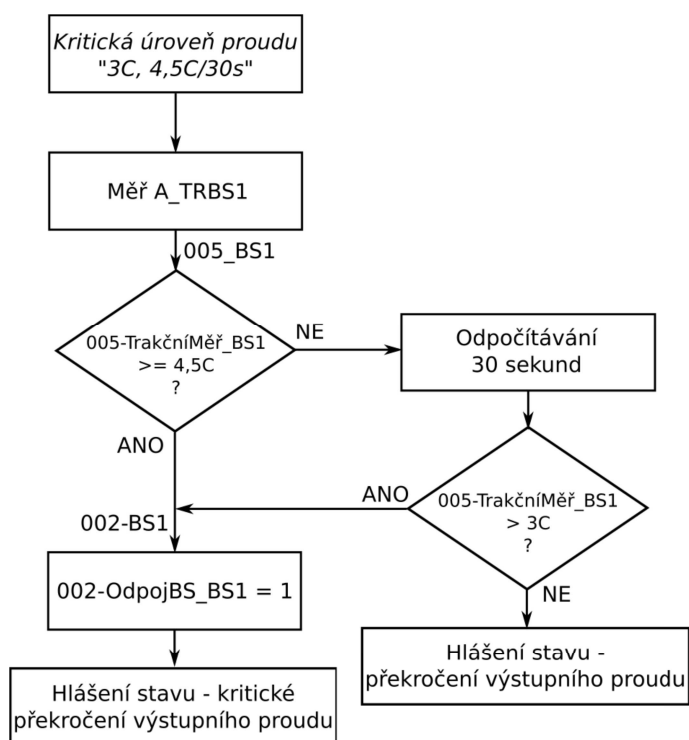 Kritická úroveň proudu
"3C, 4,5C/30s"
Měř A_TRBS1
005_BS1
005-TrakčníMěř_BS1
>= 4,5C
?
NE
Odpočítávání
30 sekund
ANO
005-TrakčníMěř_BS1
> 3C
?
ANO
002-BS1
NE
002-OdpojBS_BS1 = 1
Hlášení stavu -
překročení výstupního proudu
Hlášení stavu - kritické
překročení výstupního proudu